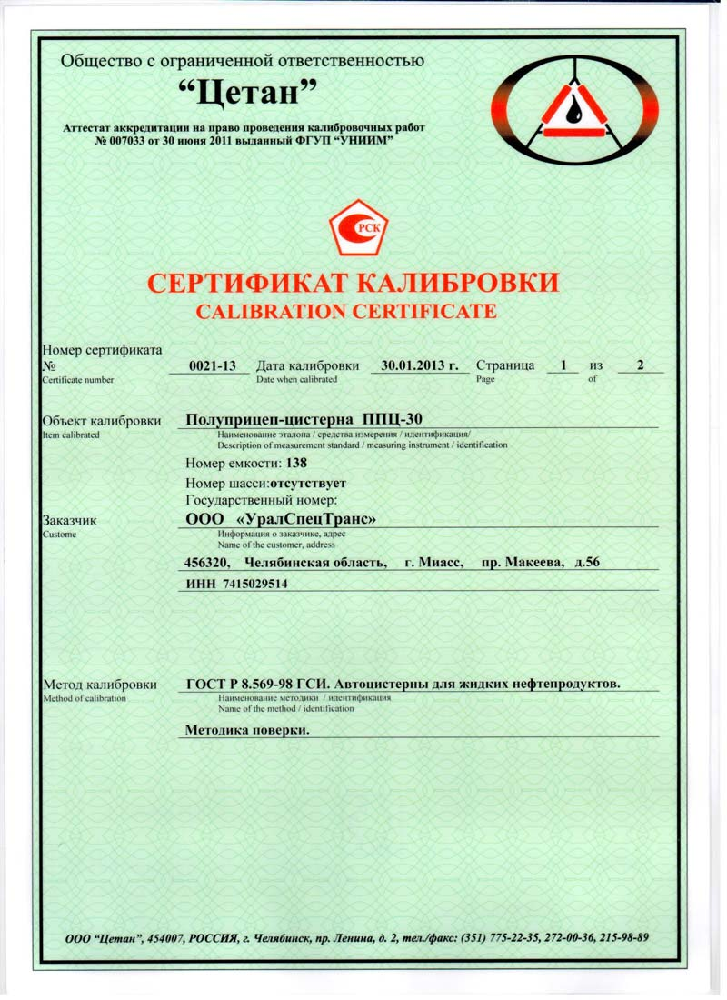 Общество с ограниченной ответственностью
“Цетан”
Аттестат аккредитации на право проведения калибровочных работ
№ 007033 от 30 июня 2011 выданный ФГУП “УНИИМ”
РСК
СЕРТИФИКАТ КАЛИБРОВКИ
CALIBRATION CERTIFICATE
Номер сертификата
№ 0021-13 Дата калибровки 30.01.2013 г. Страница 1 из 2
Certificate number Date when calibrated Page of
Объект калибровки Полуприцеп-цистерна ППЦ-30
Item calibrated Наименование эталона / средства измерения / идентификация/
Description of measurement standard / measuring instrument / identification
Номер емкости: 138
Номер шасси:отсутствует
Государственный номер:
Заказчик ООО «УралСпецТранс»
Custome Информация о заказчике, адрес
Name of the customer, address
456320, Челябинская область, г. Миасс, пр. Макеева, д.56
ИНН 7415029514
Метод калибровки ГОСТ Р 8.569-98 ГСИ. Автоцистерны для жидких нефтепродуктов.
Method of calibration Наименование методики / идентификация
Name of the method / identification
Методика поверки.
ООО “Цетан”, 454007, РОССИЯ, г. Челябинск, пр. Ленина, д. 2, тел./факс: (351) 775-22-35, 272-00-36, 215-98-89